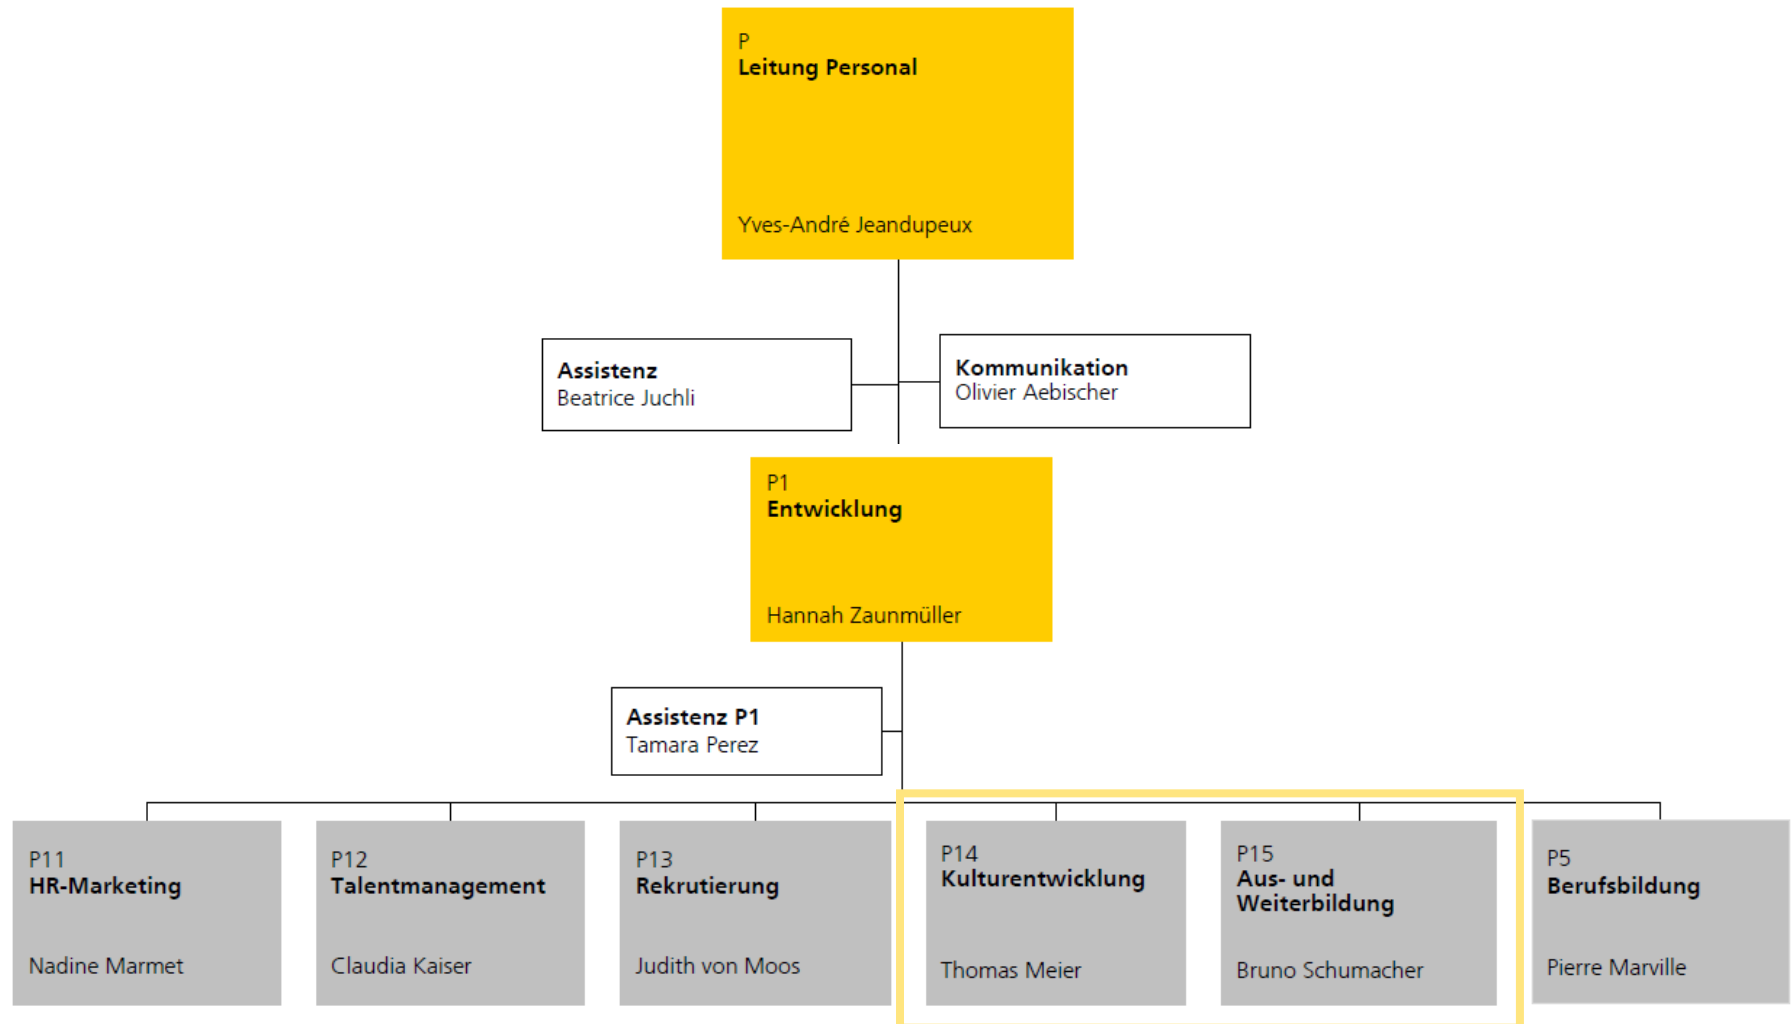 P
Leitung Personal
Yves-André Jeandupeux
Assistenz
Beatrice Juchli
Kommunikation
Olivier Aebischer
P1
Entwicklung
Hannah Zaunmüller
Assistenz P1
Tamara Perez
P11
HR-Marketing
Nadine Marmet
P12
Talentmanagement
Claudia Kaiser
P13
Rekrutierung
Judith von Moos
P14
Kulturentwicklung
Thomas Meier
P15
Aus- und
Weiterbildung
Bruno Schumacher
P5
Berufsbildung
Pierre Marville